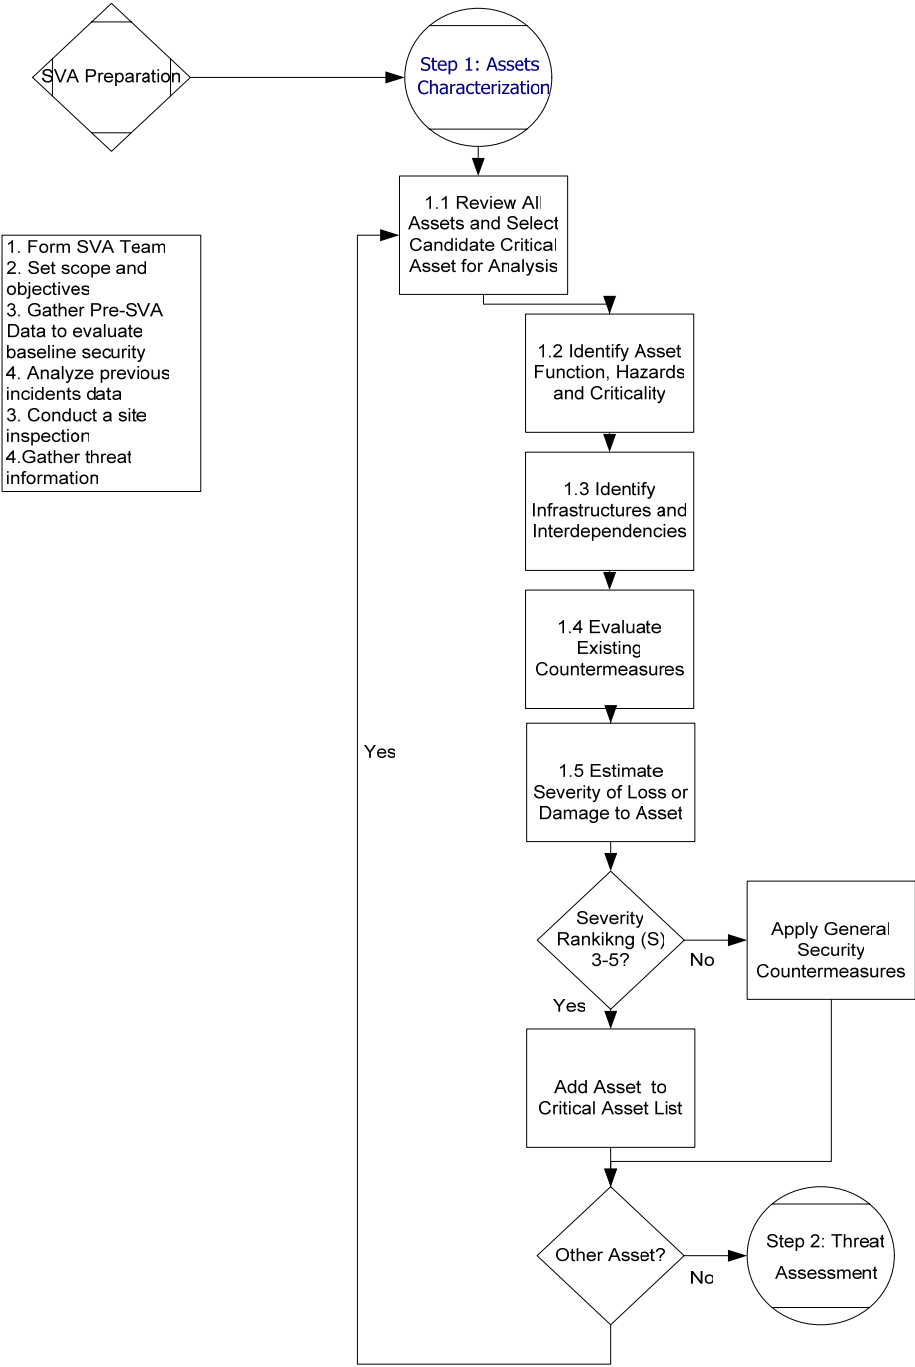 SVA Preparation
Step 1: Assets
Characterization
1.1 Review All
Assets and Select
Candidate Critical
Asset for Analysis
1. Form SVA Team
2. Set scope and
objectives
3. Gather Pre-SVA
Data to evaluate
baseline security
4. Analyze previous
incidents data
3. Conduct a site
inspection
4.Gather threat
information
1.2 Identify Asset
Function, Hazards
and Criticality
1.3 Identify
Infrastructures and
Interdependencies
1.4 Evaluate
Existing
Countermeasures
Yes
1.5 Estimate
Severity of Loss or
Damage to Asset
Severity
Rankikng (S)
3-5?
No
Apply General
Security
Countermeasures
Yes
Add Asset to
Critical Asset List
Other Asset?
No
Step 2: Threat
Assessment